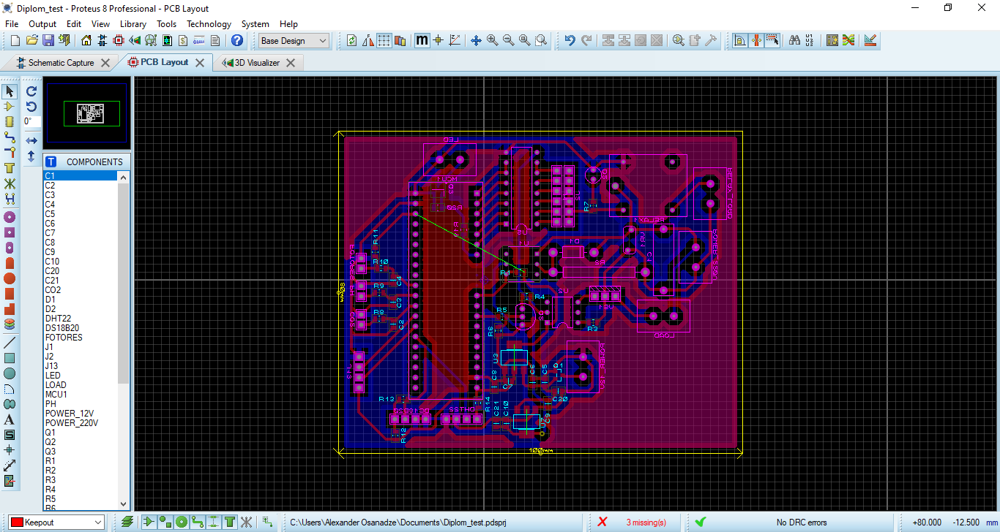 Diplom_test - Proteus 8 Professional - PCB Layout
File Output Edit View Library Tools Technology System Help
Base Design
Schematic Capture PCB Layout 3D Visualizer
0°
COMPONENTS
C1
C2
C3
C4
C5
C6
C7
C8
C9
C10
C20
C21
CO2
D1
D2
DHT22
DS18B20
FOTORES
J1
J2
J13
LED
LOAD
MCU1
PH
POWER_12V
POWER_220V
Q1
Q2
Q3
R1
R2
R3
R4
R5
R6
LED
MCU1
R7
R11
R10
R9
R8
C4
C3
C2
R1
R4
R5
R6
U3
C8
C7
C6
C5
C20
C21
C10
C9
R13
R14
R12
80mm
100mm
Keepout
C:\Users\Alexander Osanadze\Documents\Diplom_test.pdsprj
3 missing(s)
No DRC errors
+80.000 -12.500 mm